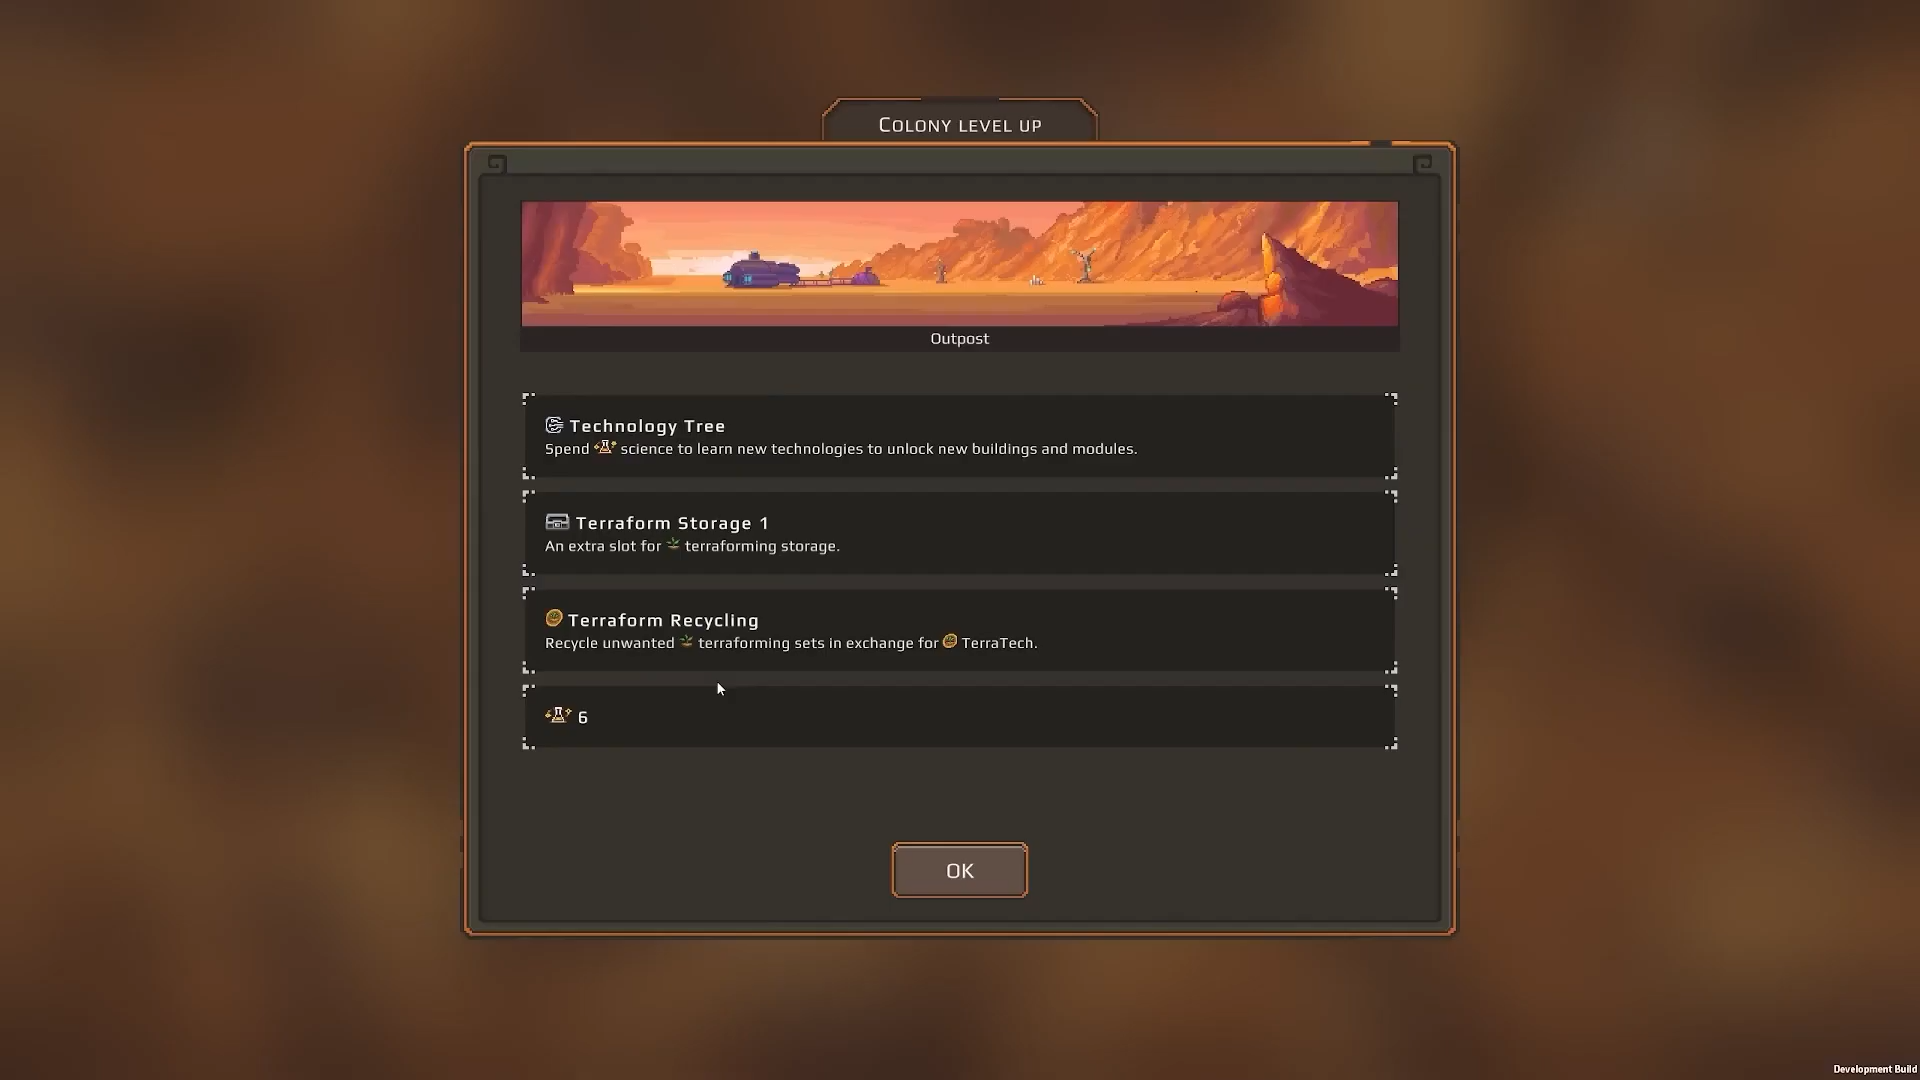 Colony level up
Outpost
Technology Tree
Spend science to learn new technologies to unlock new buildings and modules.
Terraform Storage 1
An extra slot for terraforming storage.
Terraform Recycling
Recycle unwanted terraforming sets in exchange for TerraTech.
6
OK
Development Build